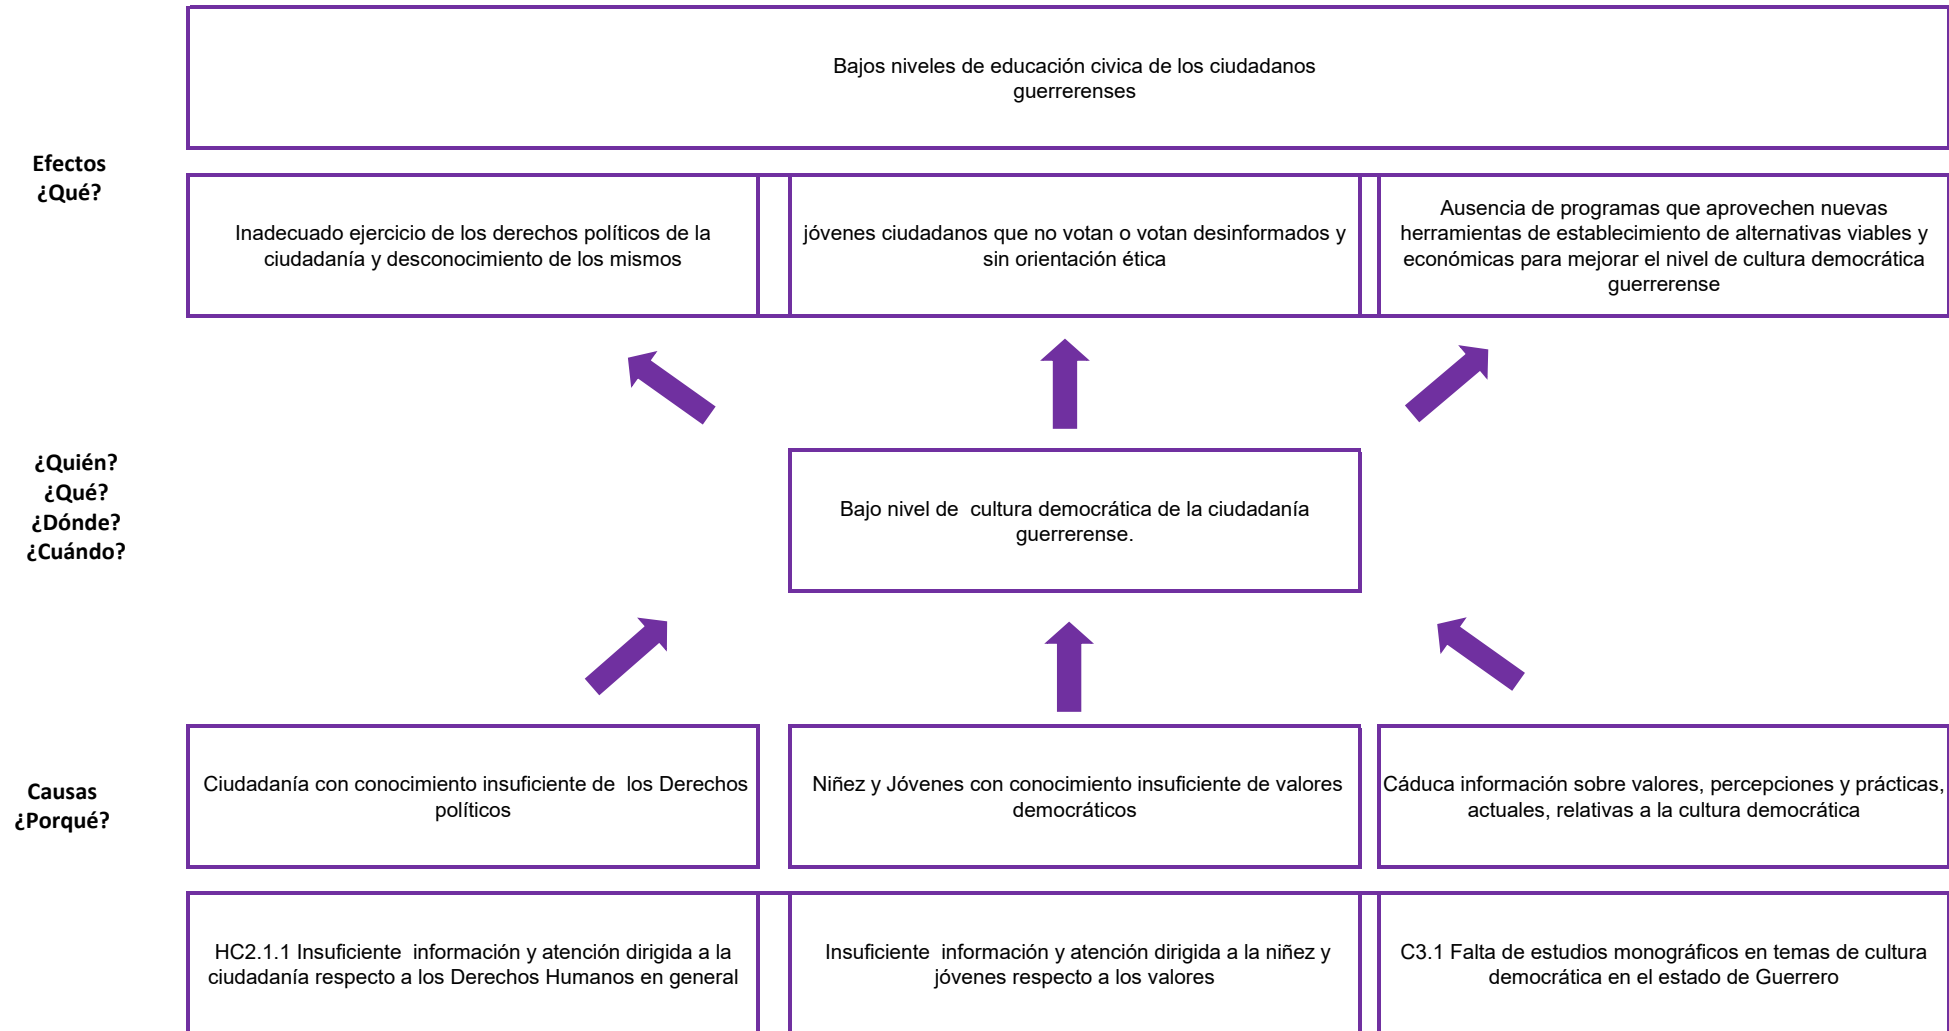 Bajos niveles de educación civica de los ciudadanos
guerrerenses
Efectos
¿Qué?
Inadecuado ejercicio de los derechos políticos de la
ciudadanía y desconocimiento de los mismos
jóvenes ciudadanos que no votan o votan desinformados y
sin orientación ética
Ausencia de programas que aprovechen nuevas
herramientas de establecimiento de alternativas viables y
económicas para mejorar el nivel de cultura democrática
guerrerense
¿Quién?
¿Qué?
¿Dónde?
¿Cuándo?
Bajo nivel de  cultura democrática de la ciudadanía
guerrerense.
Causas
¿Porqué?
Ciudadanía con conocimiento insuficiente de  los Derechos
políticos
Niñez y Jóvenes con conocimiento insuficiente de valores
democráticos
Cáduca información sobre valores, percepciones y prácticas,
actuales, relativas a la cultura democrática
HC2.1.1 Insuficiente  información y atención dirigida a la
ciudadanía respecto a los Derechos Humanos en general
Insuficiente  información y atención dirigida a la niñez y
jóvenes respecto a los valores
C3.1 Falta de estudios monográficos en temas de cultura
democrática en el estado de Guerrero